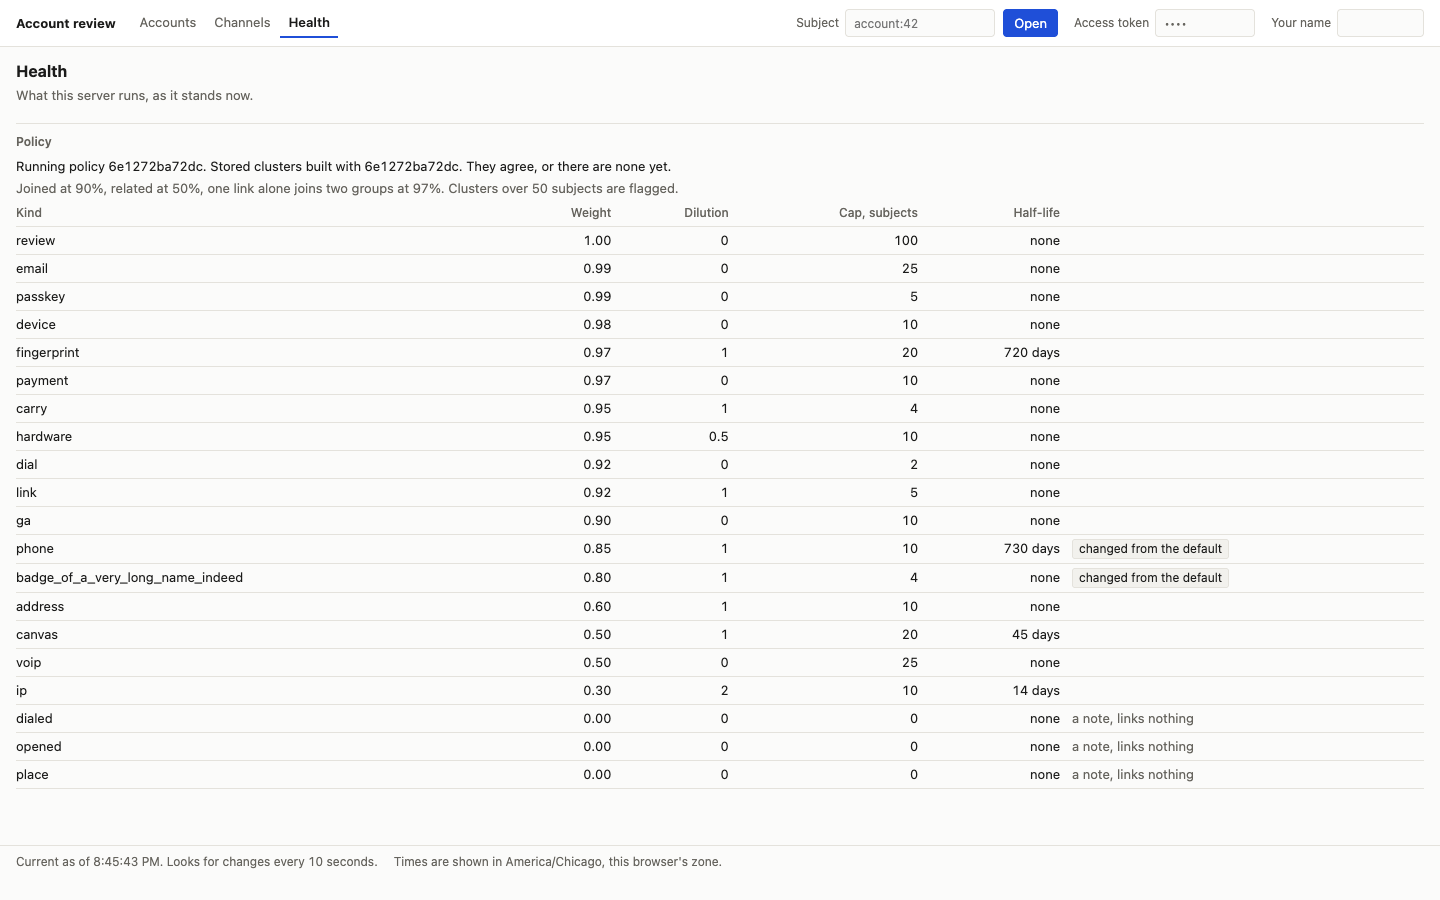 Account review Accounts Channels Health Subject account:42 Open Access token •••• Your name
Health
What this server runs, as it stands now.
Policy
Running policy 6e1272ba72dc. Stored clusters built with 6e1272ba72dc. They agree, or there are none yet.
Joined at 90%, related at 50%, one link alone joins two groups at 97%. Clusters over 50 subjects are flagged.
Kind Weight Dilution Cap, subjects Half-life
review 1.00 0 100 none
email 0.99 0 25 none
passkey 0.99 0 5 none
device 0.98 0 10 none
fingerprint 0.97 1 20 720 days
payment 0.97 0 10 none
carry 0.95 1 4 none
hardware 0.95 0.5 10 none
dial 0.92 0 2 none
link 0.92 1 5 none
ga 0.90 0 10 none
phone 0.85 1 10 730 days changed from the default
badge_of_a_very_long_name_indeed 0.80 1 4 none changed from the default
address 0.60 1 10 none
canvas 0.50 1 20 45 days
voip 0.50 0 25 none
ip 0.30 2 10 14 days
dialed 0.00 0 0 none a note, links nothing
opened 0.00 0 0 none a note, links nothing
place 0.00 0 0 none a note, links nothing
Current as of 8:45:43 PM. Looks for changes every 10 seconds. Times are shown in America/Chicago, this browser's zone.